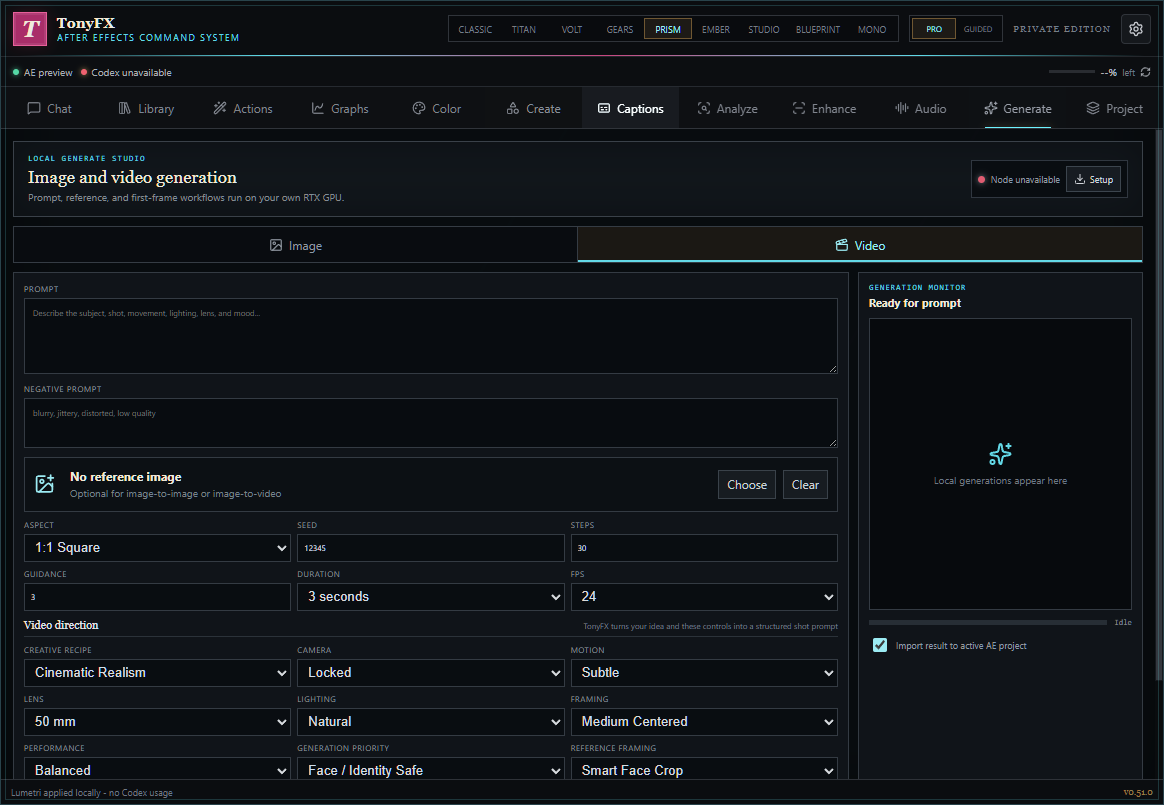 T
TonyFX
AFTER EFFECTS COMMAND SYSTEM
CLASSIC TITAN VOLT GEARS PRISM EMBER STUDIO BLUEPRINT MONO
PRO GUIDED
PRIVATE EDITION
AE preview Codex unavailable
--% left
Chat Library Actions Graphs Color Create Captions Analyze Enhance Audio Generate Project
LOCAL GENERATE STUDIO
Image and video generation
Prompt, reference, and first-frame workflows run on your own RTX GPU.
Node unavailable Setup
Image Video
PROMPT
Describe the subject, shot, movement, lighting, lens, and mood...
NEGATIVE PROMPT
blurry, jittery, distorted, low quality
No reference image
Optional for image-to-image or image-to-video
Choose Clear
ASPECT SEED STEPS
1:1 Square 12345 30
GUIDANCE DURATION FPS
3 3 seconds 24
Video direction TonyFX turns your idea and these controls into a structured shot prompt
CREATIVE RECIPE CAMERA MOTION
Cinematic Realism Locked Subtle
LENS LIGHTING FRAMING
50 mm Natural Medium Centered
PERFORMANCE GENERATION PRIORITY REFERENCE FRAMING
Balanced Face / Identity Safe Smart Face Crop
GENERATION MONITOR
Ready for prompt
Local generations appear here
Idle
Import result to active AE project
Lumetri applied locally - no Codex usage
v0.51.0